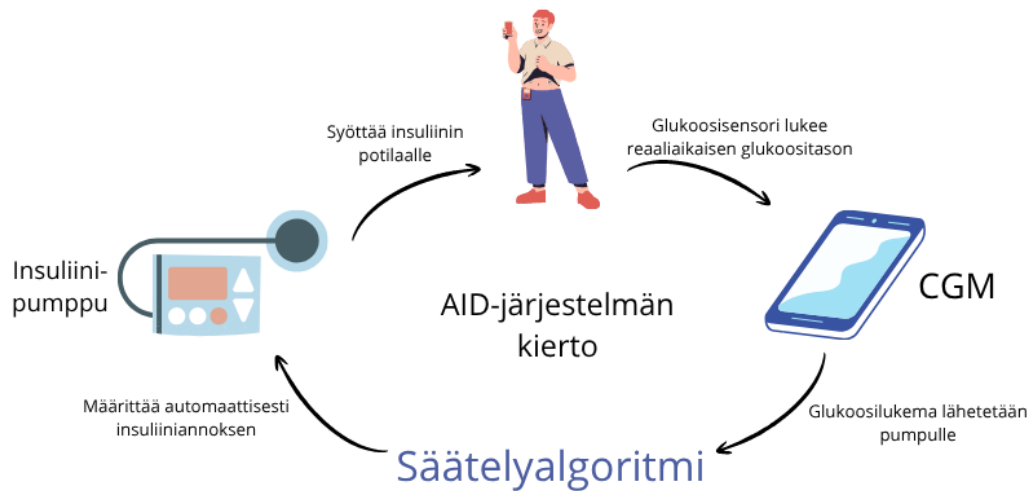 Syöttää insuliinin
potilaalle
Glukoosisensori lukee
reaaliaikaisen glukoositason
Insuliini-
pumppu
AID-järjestelmän
kierto
CGM
Määrittää automaattisesti
insuliiniannoksen
Glukoosilukema lähetetään
pumpulle
Säätelyalgoritmi